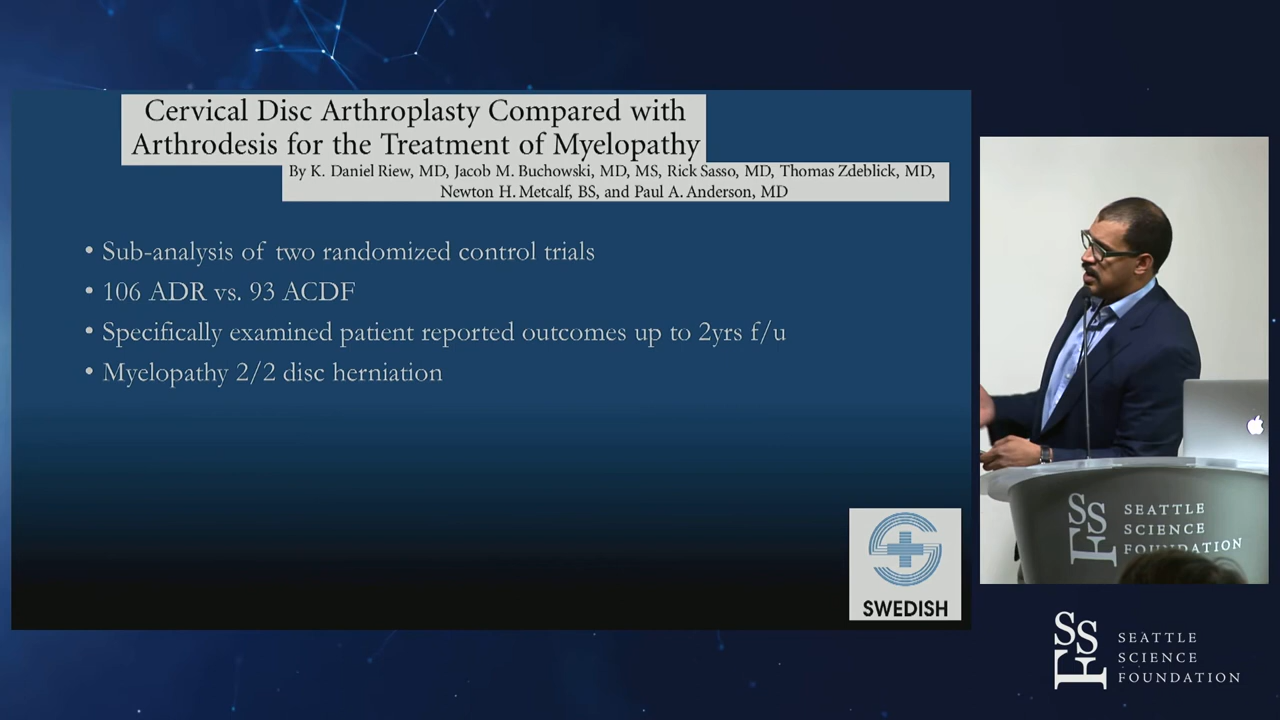 Cervical Disc Arthroplasty Compared with
Arthrodesis for the Treatment of Myelopathy
By K. Daniel Riew, MD, Jacob M. Buchowski, MD, MS, Rick Sasso, MD, Thomas Zdeblick, MD,
Newton H. Metcalf, BS, and Paul A. Anderson, MD
• Sub-analysis of two randomized control trials
• 106 ADR vs. 93 ACDF
• Specifically examined patient reported outcomes up to 2yrs f/u
• Myelopathy 2/2 disc herniation
SWEDISH
SSF
SEATTLE
SCIENCE
FOUNDATION
SSF
SEATTLE
SCIENCE
FOUNDATION